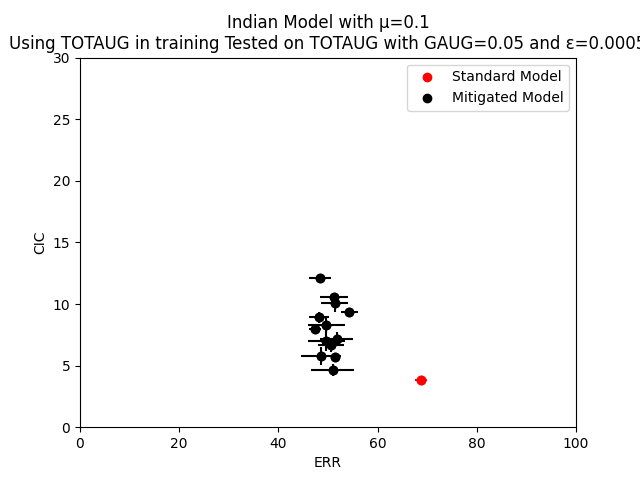 Indian Model with μ=0.1
Using TOTAUG in training Tested on TOTAUG with GAUG=0.05 and ε=0.0005
Standard Model
Mitigated Model
30
25
20
15
10
5
0
CIC
0 20 40 60 80 100
ERR